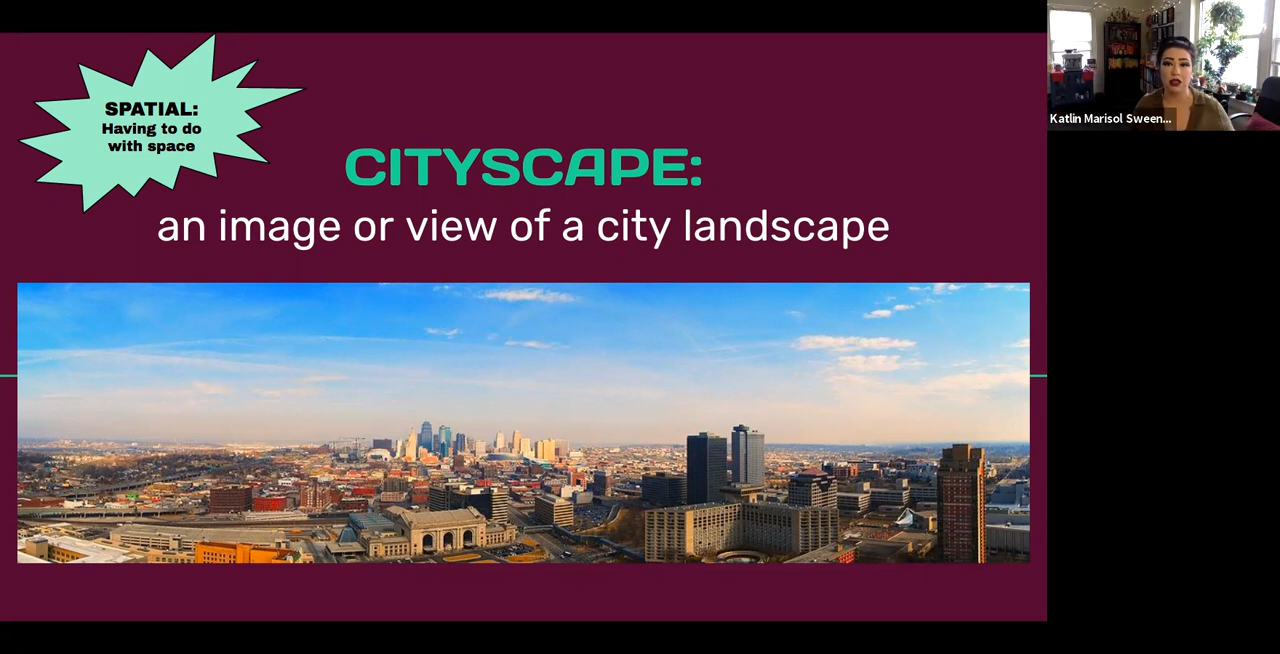 SPATIAL:
Having to do
with space
CITYSCAPE:
an image or view of a city landscape
Katlin Marisol Sween...